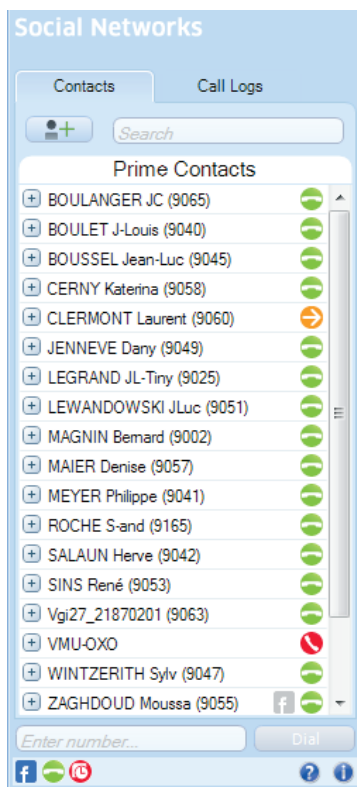 Social Networks
Contacts Call Logs
Search
Prime Contacts
BOULANGER JC (9065)
BOULET J-Louis (9040)
BOUSSEL Jean-Luc (9045)
CERNY Katerina (9058)
CLERMONT Laurent (9060)
JENNEVE Dany (9049)
LEGRAND JL-Tiny (9025)
LEWANDOWSKI JLuc (9051)
MAGNIN Bernard (9002)
MAIER Denise (9057)
MEYER Philippe (9041)
ROCHE S-and (9165)
SALAUN Herve (9042)
SINS René (9053)
Vgi27_21870201 (9063)
VMU-OXO
WINTZERITH Sylv (9047)
ZAGHDOUD Moussa (9055)
Enter number... Dial